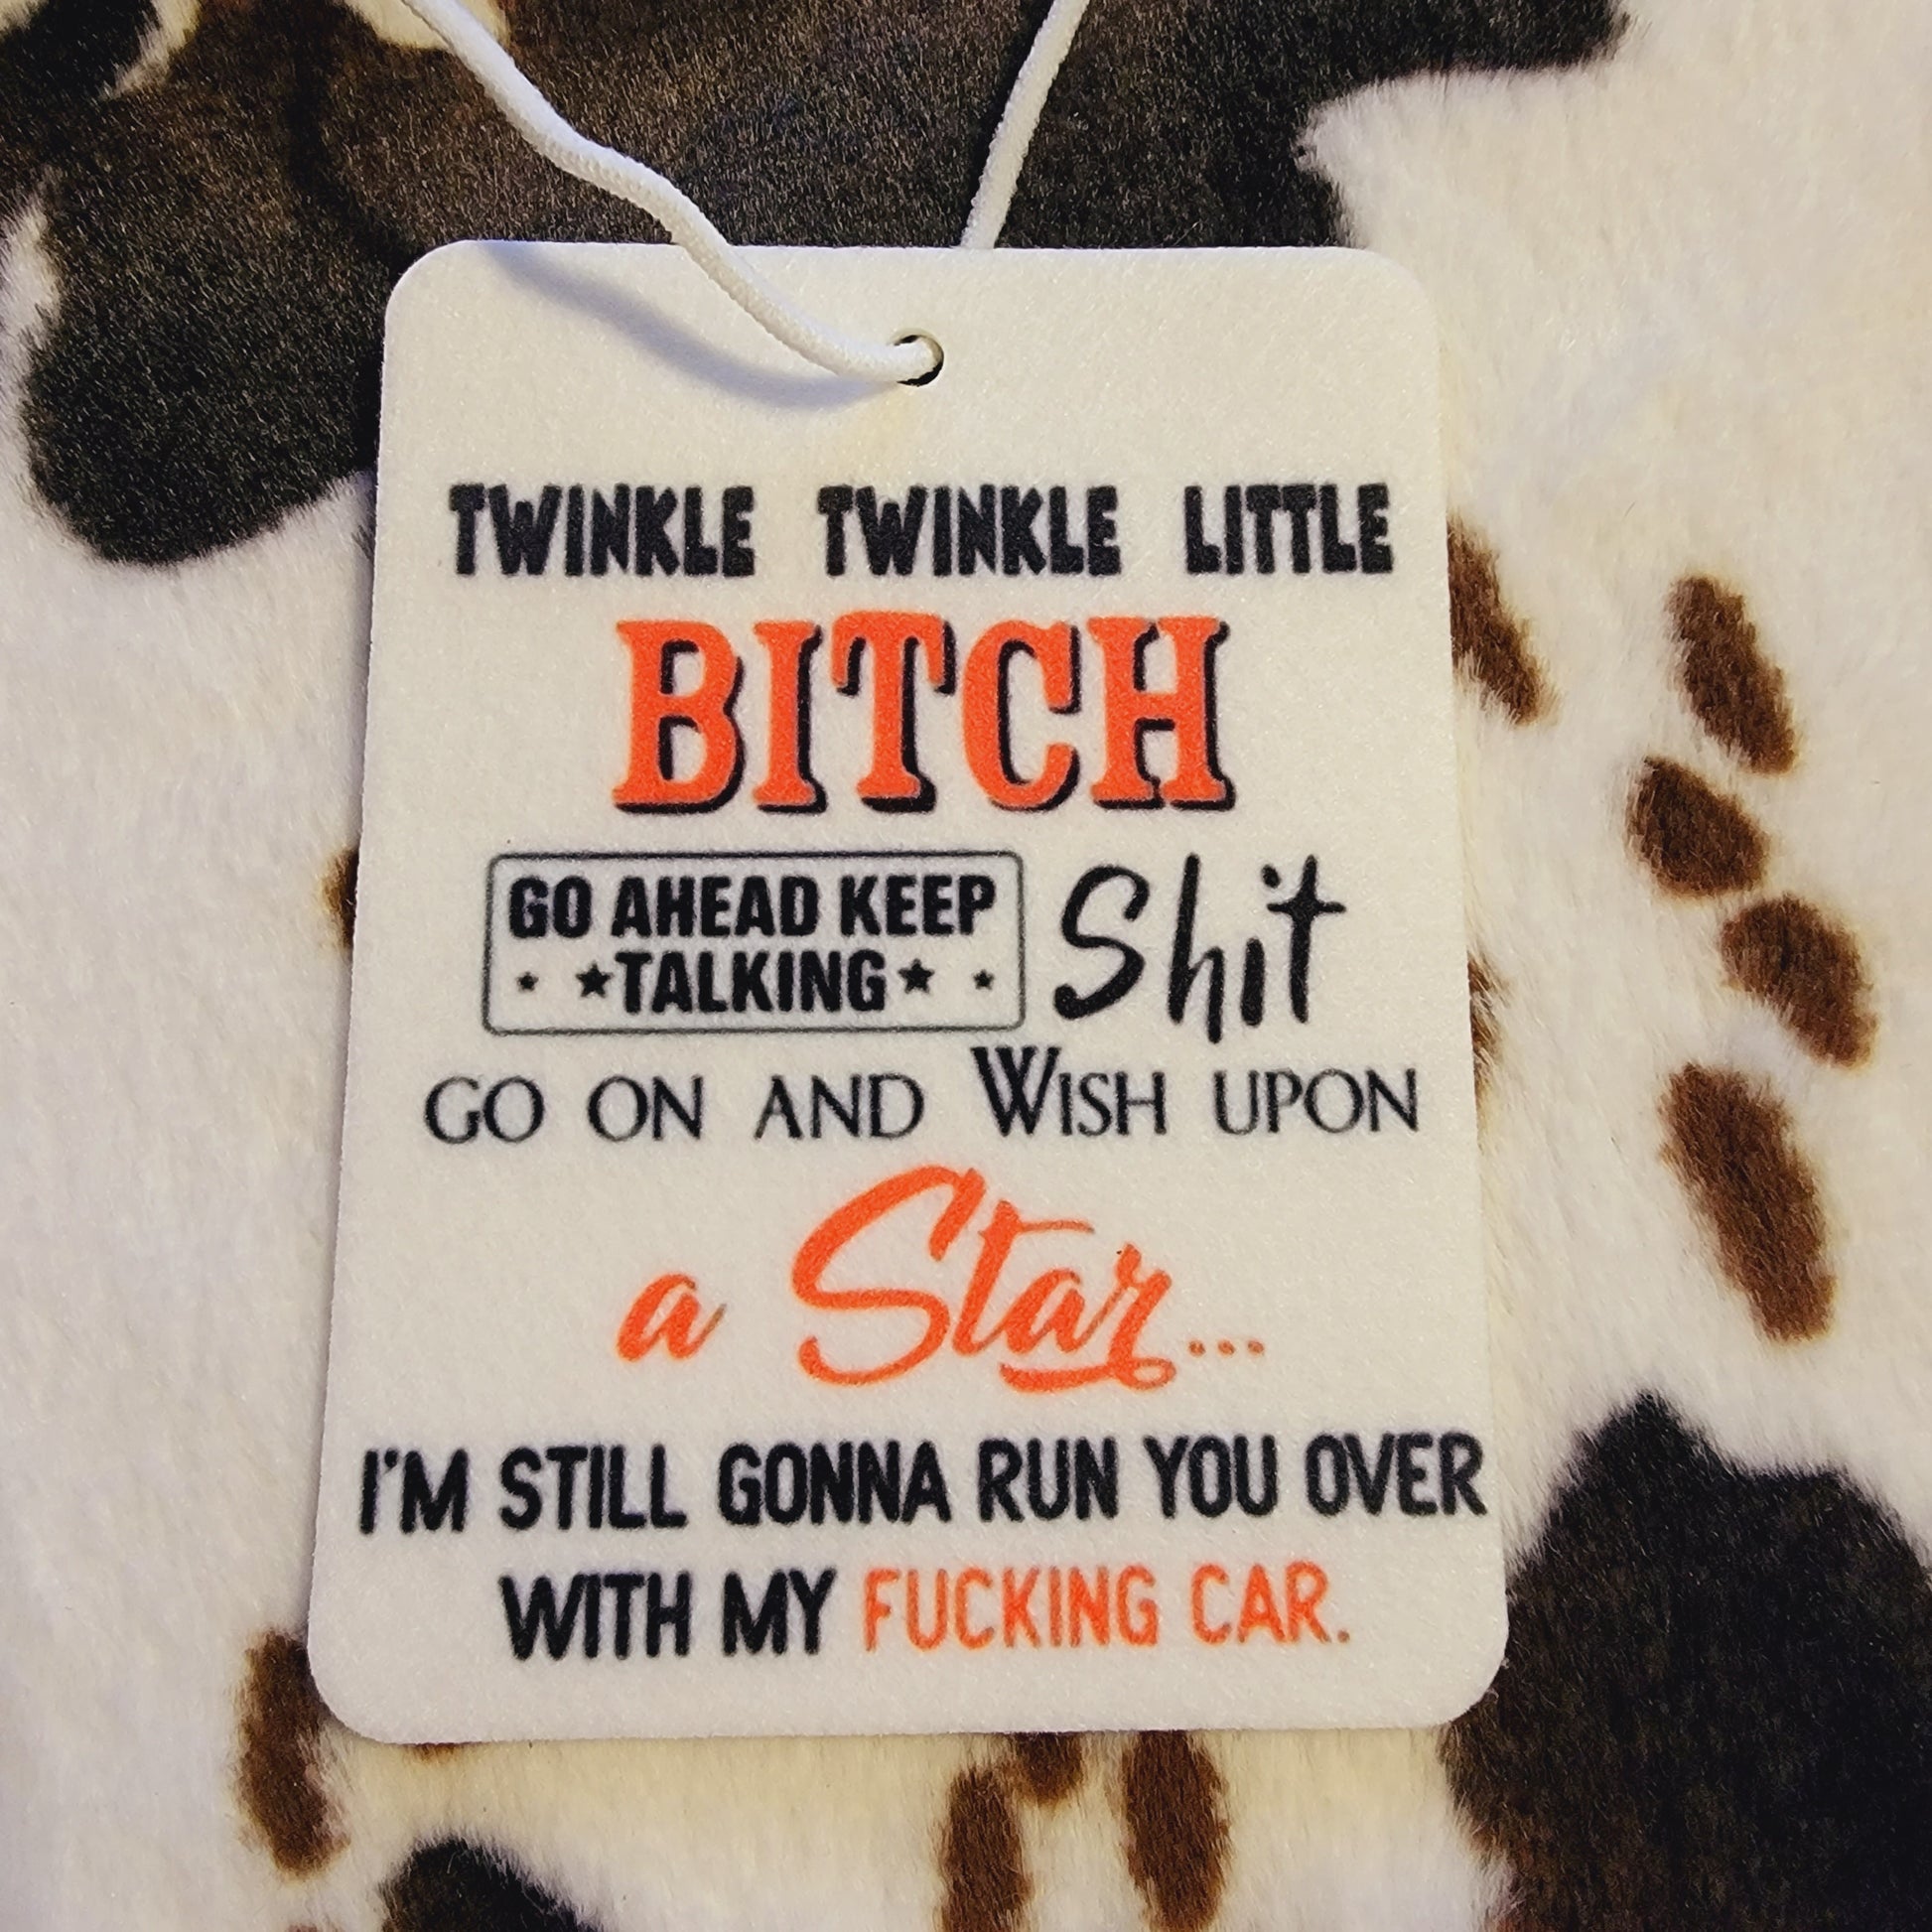 TWINKLE TWINKLE LITTLE
BITCH
GO AHEAD KEEP
TALKING
Shit
GO ON AND WISH UPON
a Star...
I'M STILL GONNA RUN YOU OVER
WITH MY FUCKING CAR.